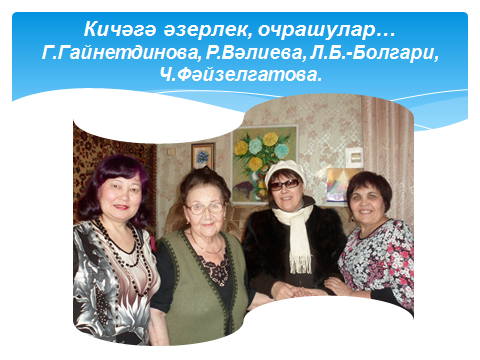 Кичәгә әзерлек, очрашулар…
Г.Гайнетдинова, Р.Вәлиева, Л.Б.-Болгари,
Ч.Фәйзелгатова.